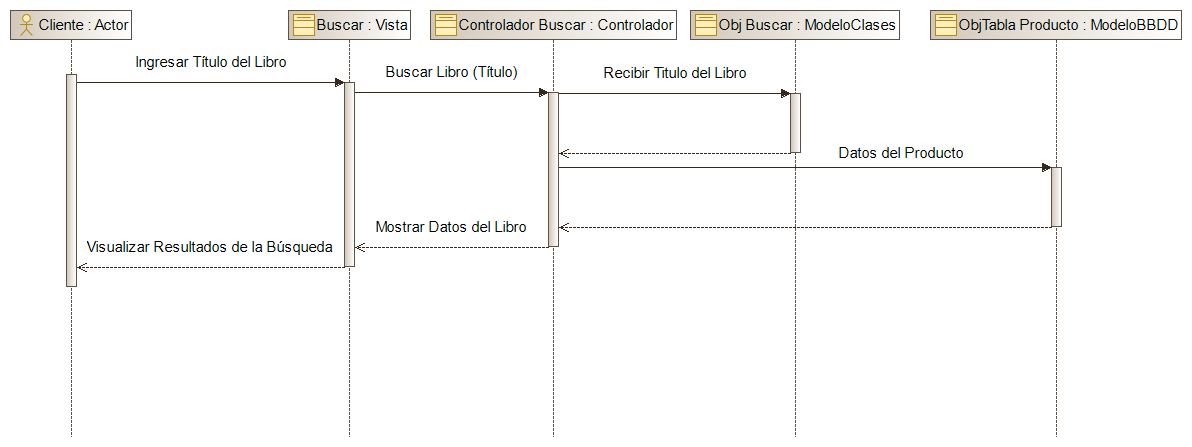 Cliente : Actor
Buscar : Vista
Controlador Buscar : Controlador
Obj Buscar : ModeloClases
ObjTabla Producto : ModeloBBDD
Ingresar Título del Libro
Buscar Libro (Título)
Recibir Titulo del Libro
Datos del Producto
Mostrar Datos del Libro
Visualizar Resultados de la Búsqueda